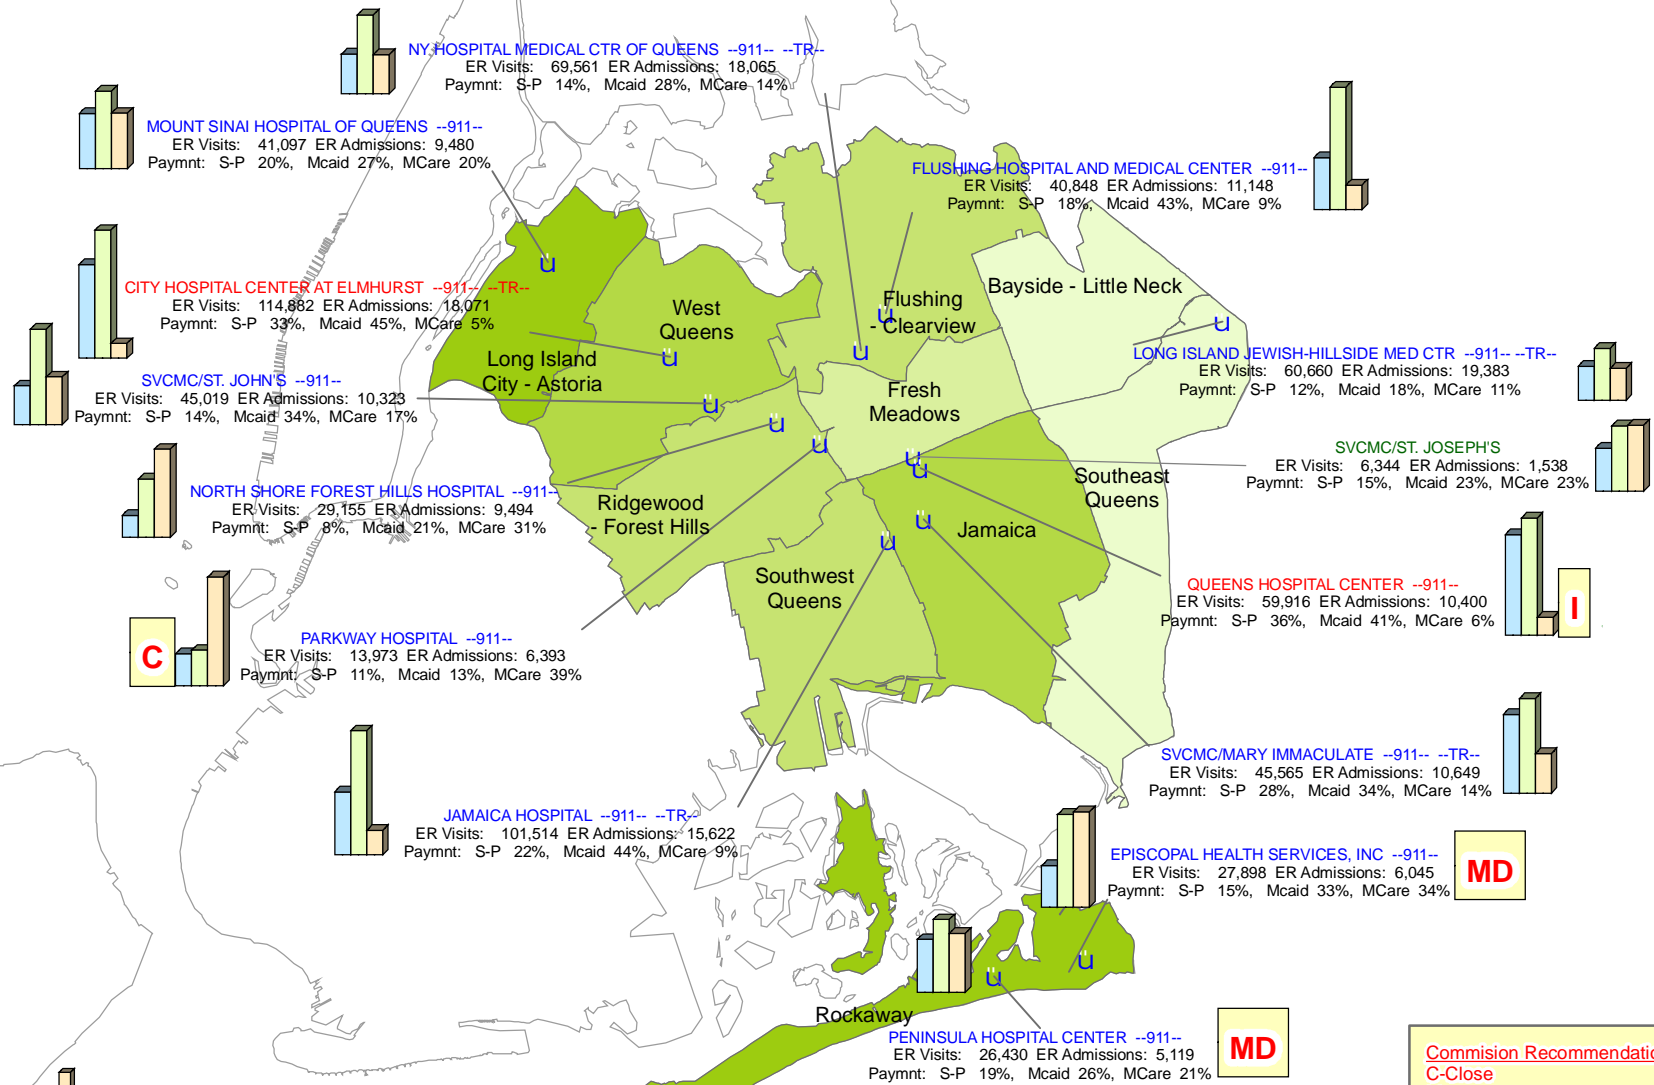 NY HOSPITAL MEDICAL CTR OF QUEENS --911-- --TR--
ER Visits: 69,561 ER Admissions: 18,065
Paymnt: S-P 14%, Mcaid 28%, MCare 14%
MOUNT SINAI HOSPITAL OF QUEENS --911--
ER Visits: 41,097 ER Admissions: 9,480
Paymnt: S-P 20%, Mcaid 27%, MCare 20%
FLUSHING HOSPITAL AND MEDICAL CENTER --911--
ER Visits: 40,848 ER Admissions: 11,148
Paymnt: S-P 18%, Mcaid 43%, MCare 9%
CITY HOSPITAL CENTER AT ELMHURST --911-- --TR--
ER Visits: 114,882 ER Admissions: 18,071
Paymnt: S-P 33%, Mcaid 45%, MCare 5%
West
Queens
Flushing
- Clearview
Bayside - Little Neck
Long Island
City - Astoria
LONG ISLAND JEWISH-HILLSIDE MED CTR --911-- --TR--
ER Visits: 60,660 ER Admissions: 19,383
Paymnt: S-P 12%, Mcaid 18%, MCare 11%
SVCMC/ST. JOHN'S --911--
ER Visits: 45,019 ER Admissions: 10,323
Paymnt: S-P 14%, Mcaid 34%, MCare 17%
Fresh
Meadows
SVCMC/ST. JOSEPH'S
ER Visits: 6,344 ER Admissions: 1,538
Paymnt: S-P 15%, Mcaid 23%, MCare 23%
NORTH SHORE FOREST HILLS HOSPITAL --911--
ER Visits: 29,155 ER Admissions: 9,494
Paymnt: S-P 8%, Mcaid 21%, MCare 31%
Ridgewood
- Forest Hills
Southeast
Queens
Jamaica
Southwest
Queens
QUEENS HOSPITAL CENTER --911--
ER Visits: 59,916 ER Admissions: 10,400
Paymnt: S-P 36%, Mcaid 41%, MCare 6%
I
C
PARKWAY HOSPITAL --911--
ER Visits: 13,973 ER Admissions: 6,393
Paymnt: S-P 11%, Mcaid 13%, MCare 39%
SVCMC/MARY IMMACULATE --911-- --TR--
ER Visits: 45,565 ER Admissions: 10,649
Paymnt: S-P 28%, Mcaid 34%, MCare 14%
JAMAICA HOSPITAL --911-- --TR--
ER Visits: 101,514 ER Admissions: 15,622
Paymnt: S-P 22%, Mcaid 44%, MCare 9%
EPISCOPAL HEALTH SERVICES, INC --911--
ER Visits: 27,898 ER Admissions: 6,045
Paymnt: S-P 15%, Mcaid 33%, MCare 34%
MD
Rockaway
PENINSULA HOSPITAL CENTER --911--
ER Visits: 26,430 ER Admissions: 5,119
Paymnt: S-P 19%, Mcaid 26%, MCare 21%
MD
Commision Recommendatio
C-Close
ü
ü
ü
ü
ü
ü
ü
ü
ü
ü
ü
ü
ü
ü